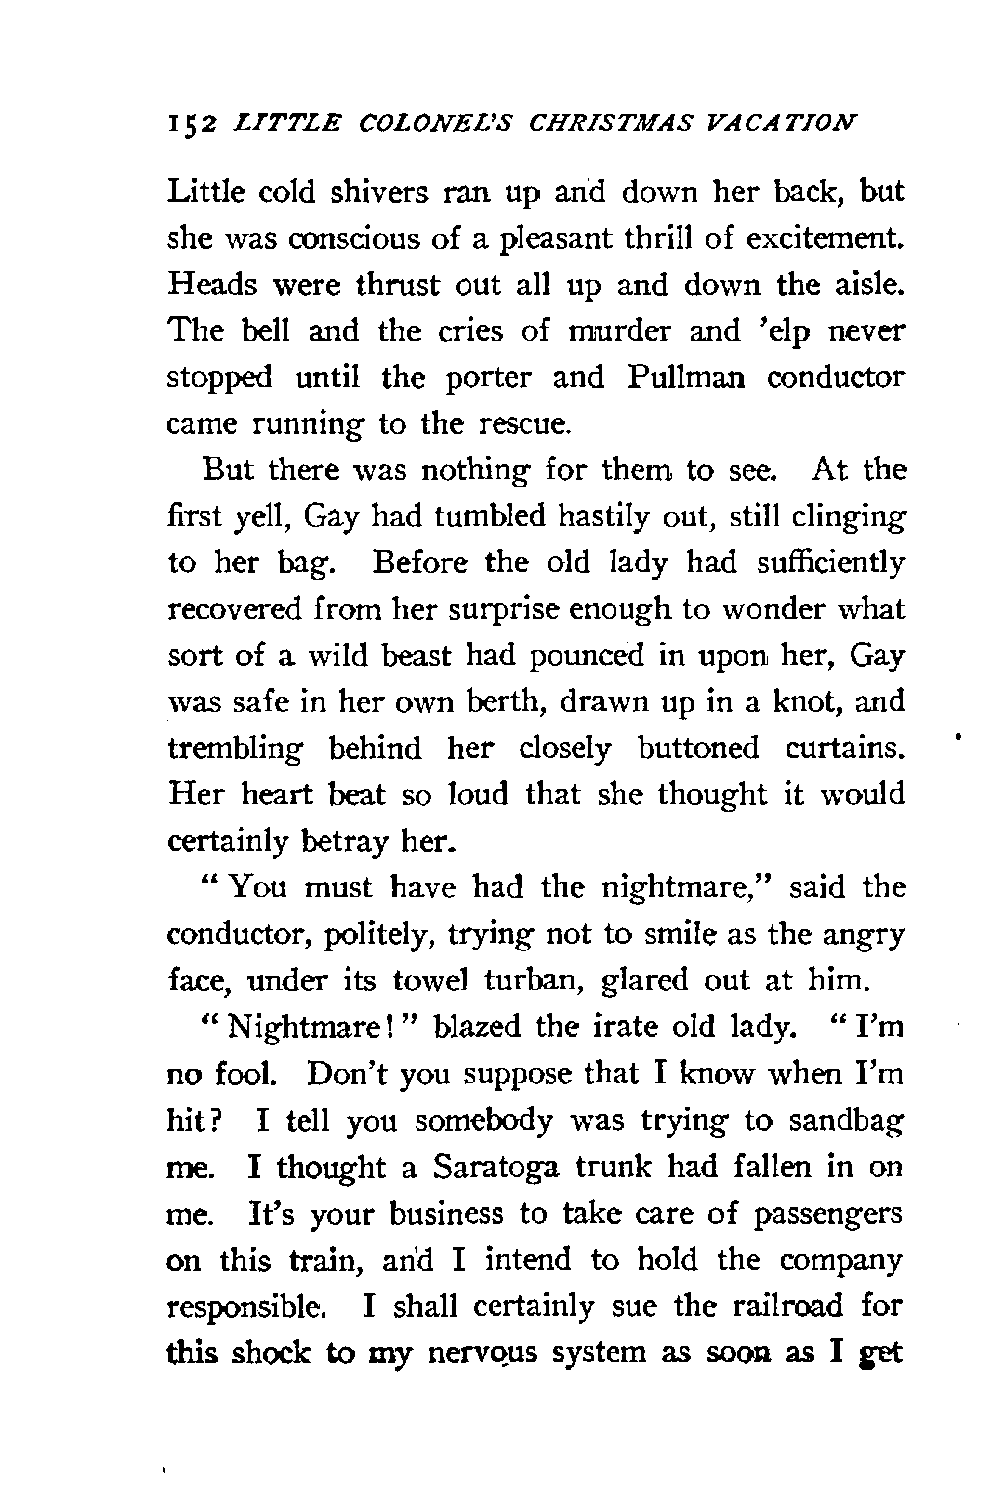 152 LITTLE COLONEL'S CHRISTMAS VACATION
Little cold shivers ran up and down her back, but
she was conscious of a pleasant thrill of excitement.
Heads were thrust out all up and down the aisle.
The bell and the cries of murder and 'elp never
stopped until the porter and Pullman conductor
came running to the rescue.
But there was nothing for them to see. At the
first yell, Gay had tumbled hastily out, still clinging
to her bag. Before the old lady had sufficiently
recovered from her surprise enough to wonder what
sort of a wild beast had pounced in upon her, Gay
was safe in her own berth, drawn up in a knot, and
trembling behind her closely buttoned curtains.
Her heart beat so loud that she thought it would
certainly betray her.
"You must have had the nightmare," said the
conductor, politely, trying not to smile as the angry
face, under its towel turban, glared out at him.
"Nightmare!" blazed the irate old lady. "I'm
no fool. Don't you suppose that I know when I'm
hit? I tell you somebody was trying to sandbag
me. I thought a Saratoga trunk had fallen in on
me. It's your business to take care of passengers
on this train, and I intend to hold the company
responsible. I shall certainly sue the railroad for
this shock to my nervous system as soon as I get